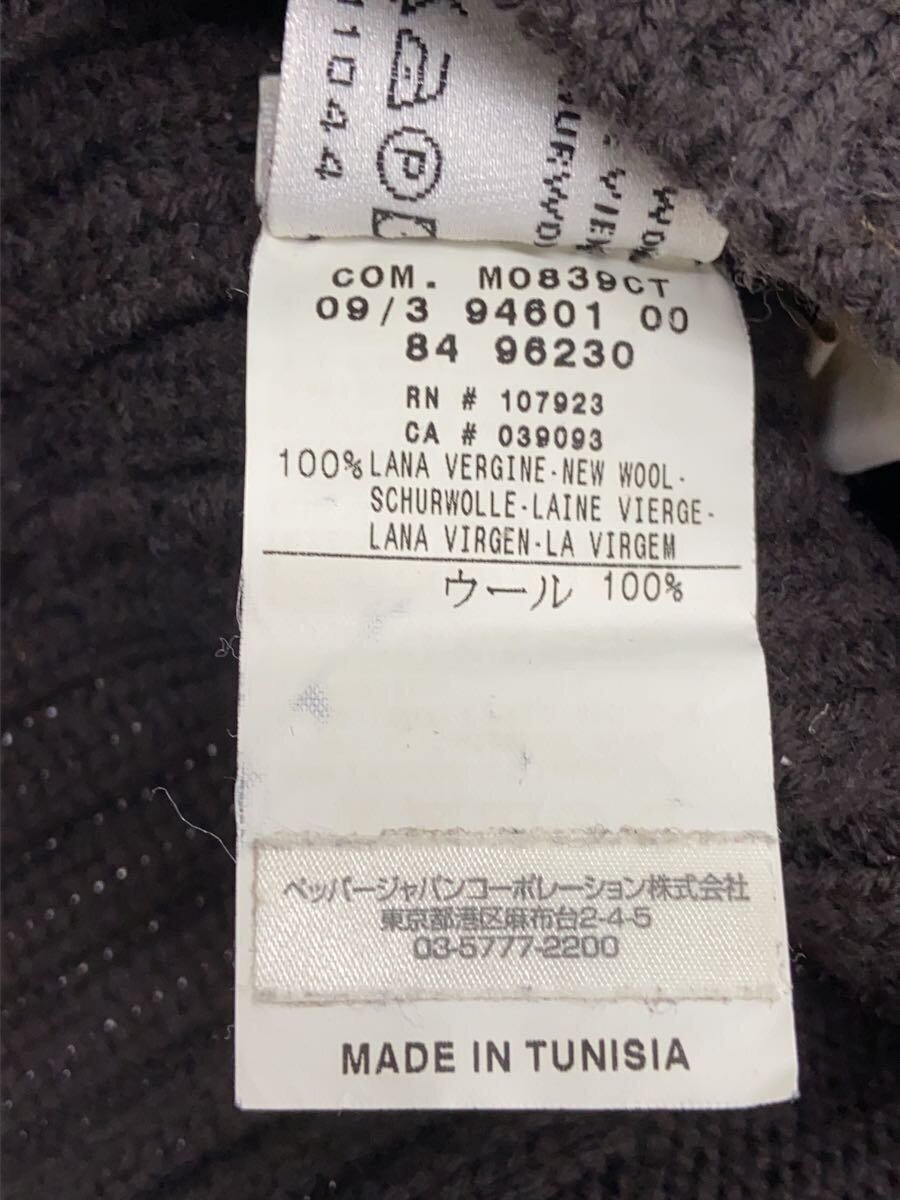 11044
COM. MO839CT
09/3 94601 00
84 96230
RN # 107923
CA # 039093
100% LANA VERGINE-NEW WOOL-
SCHURWOLLE-LAINE VIERGE-
LANA VIRGEN-LA VIRGEM
ウール 100%
ペッパージャパンコーポレーション株式会社
東京都港区麻布台2-4-5
03-5777-2200
MADE IN TUNISIA